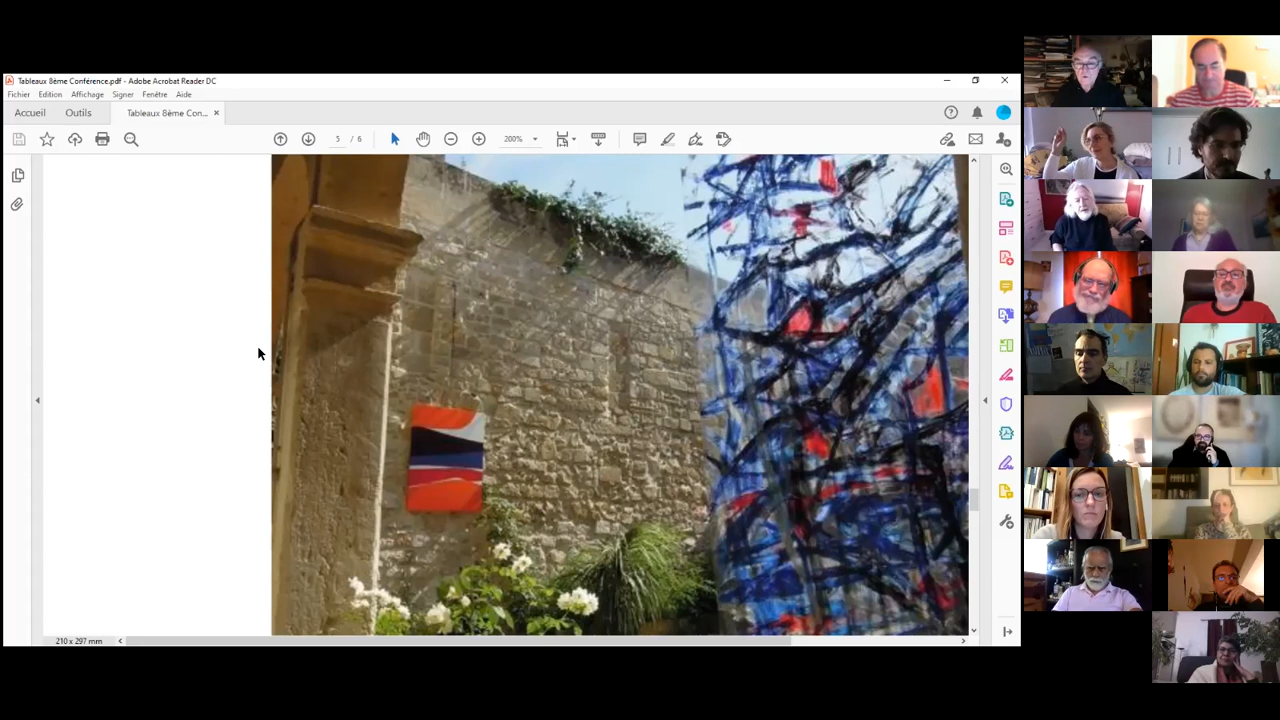 Tableaux 8ème Conférence.pdf - Adobe Acrobat Reader DC
Fichier Edition Affichage Signer Fenêtre Aide
Accueil Outils Tableaux 8ème Con... ×
5 / 6 200%
210 x 297 mm